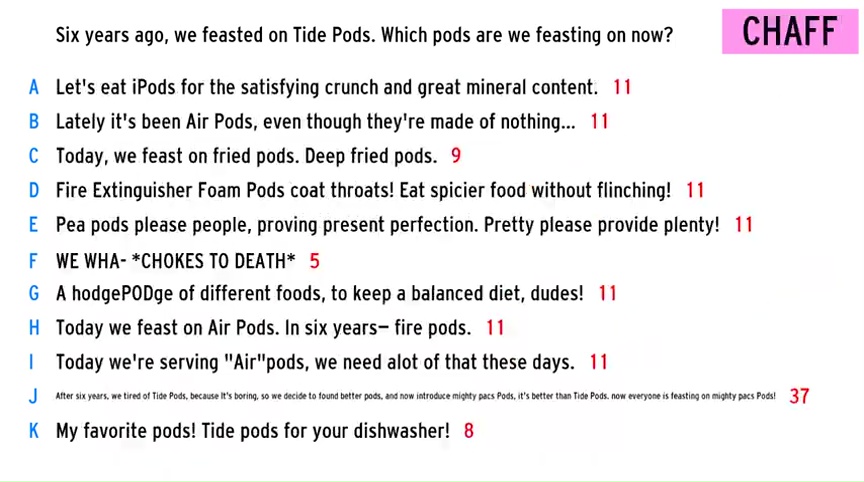 Six years ago, we feasted on Tide Pods. Which pods are we feasting on now?
CHAFF
A Let's eat iPods for the satisfying crunch and great mineral content. 11
B Lately it's been Air Pods, even though they're made of nothing... 11
C Today, we feast on fried pods. Deep fried pods. 9
D Fire Extinguisher Foam Pods coat throats! Eat spicier food without flinching! 11
E Pea pods please people, proving present perfection. Pretty please provide plenty! 11
F WE WHA- *CHOKES TO DEATH* 5
G A hodgePODge of different foods, to keep a balanced diet, dudes! 11
H Today we feast on Air Pods. In six years— fire pods. 11
I Today we're serving "Air"pods, we need alot of that these days. 11
J After six years, we tired of Tide Pods, because It's boring, so we decide to found better pods, and now introduce mighty pacs Pods, it's better than Tide Pods. now everyone is feasting on mighty pacs Pods! 37
K My favorite pods! Tide pods for your dishwasher! 8